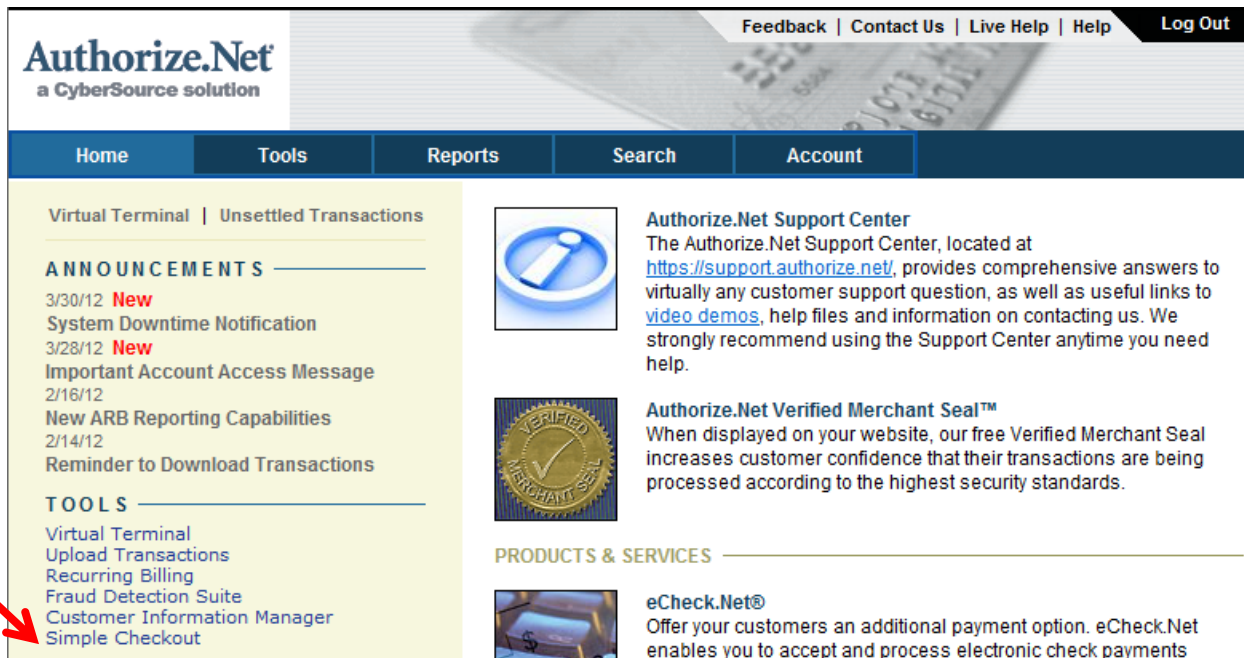 Feedback | Contact Us | Live Help | Help
Log Out
Authorize.Net
a CyberSource solution
Home
Tools
Reports
Search
Account
Virtual Terminal | Unsettled Transactions
ANNOUNCEMENTS
3/30/12 New
System Downtime Notification
3/28/12 New
Important Account Access Message
2/16/12
New ARB Reporting Capabilities
2/14/12
Reminder to Download Transactions
TOOLS
Virtual Terminal
Upload Transactions
Recurring Billing
Fraud Detection Suite
Customer Information Manager
Simple Checkout
Authorize.Net Support Center
The Authorize.Net Support Center, located at
https://support.authorize.net/, provides comprehensive answers to
virtually any customer support question, as well as useful links to
video demos, help files and information on contacting us. We
strongly recommend using the Support Center anytime you need
help.
VERIFIED
MERCHANT SEAL
Authorize.Net Verified Merchant Seal™
When displayed on your website, our free Verified Merchant Seal
increases customer confidence that their transactions are being
processed according to the highest security standards.
PRODUCTS & SERVICES
$
eCheck.Net®
Offer your customers an additional payment option. eCheck.Net
enables you to accept and process electronic check payments